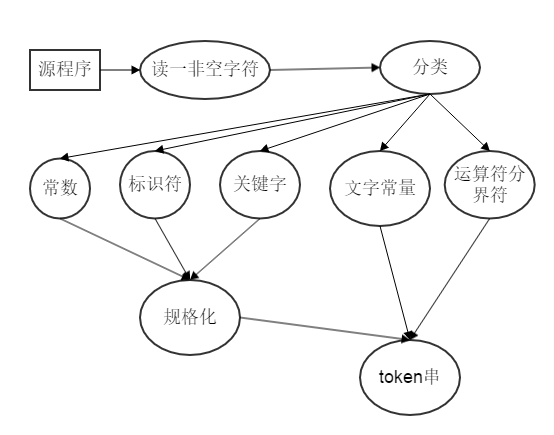 源程序
读一非空字符
分类
常数
标识符
关键字
文字常量
运算符分
界符
规格化
token串